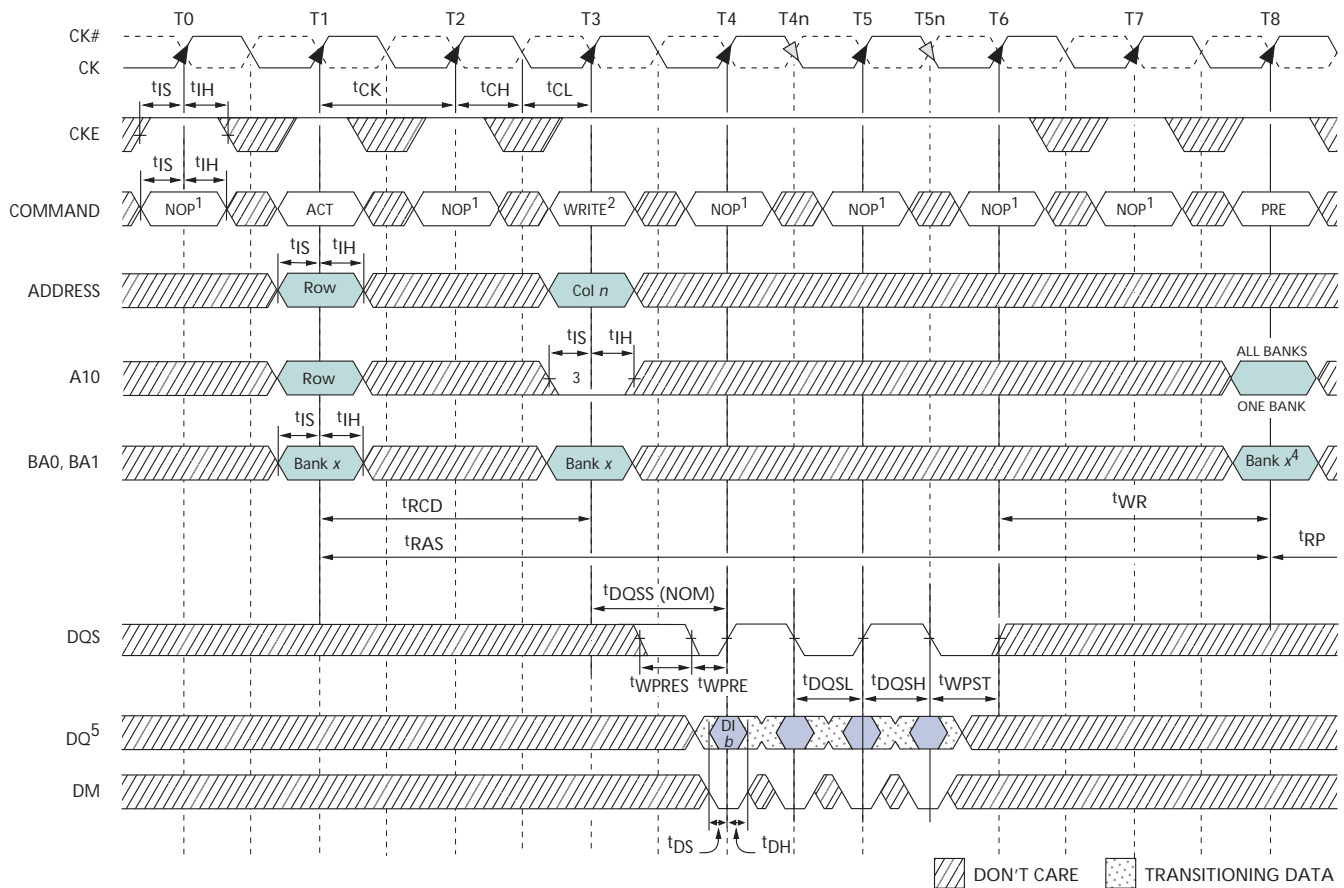 T0 T1 T2 T3 T4 T4n T5 T5n T6 T7 T8
CK#
CK
tIS tIH tCK tCH tCL
CKE
tIS tIH
COMMAND NOP1 ACT NOP1 WRITE2 NOP1 NOP1 NOP1 NOP1 PRE
tIS tIH
ADDRESS Row Col n
tIS tIH ALL BANKS
A10 Row 3
ONE BANK
tIS tIH
BA0, BA1 Bank x Bank x Bank x4
tRCD tWR
tRAS tRP
tDQSS (NOM)
DQS
tWPRES tWPRE tDQSL tDQSH tWPST
DQ5 DI
b
DM
tDS tDH
DON'T CARE TRANSITIONING DATA